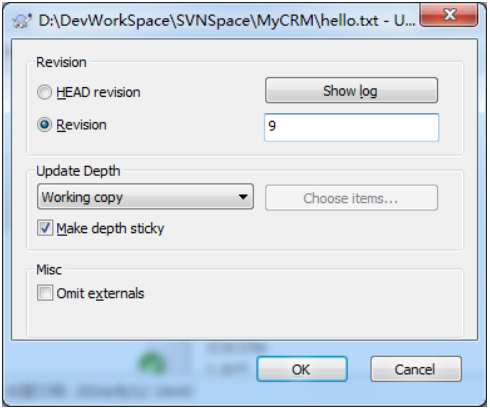 D:\DevWorkSpace\SVNSpace\MyCRM\hello.txt - U...
Revision
HEAD revision
Show log
Revision
9
Update Depth
Working copy
Choose items...
Make depth sticky
Misc
Omit externals
OK
Cancel